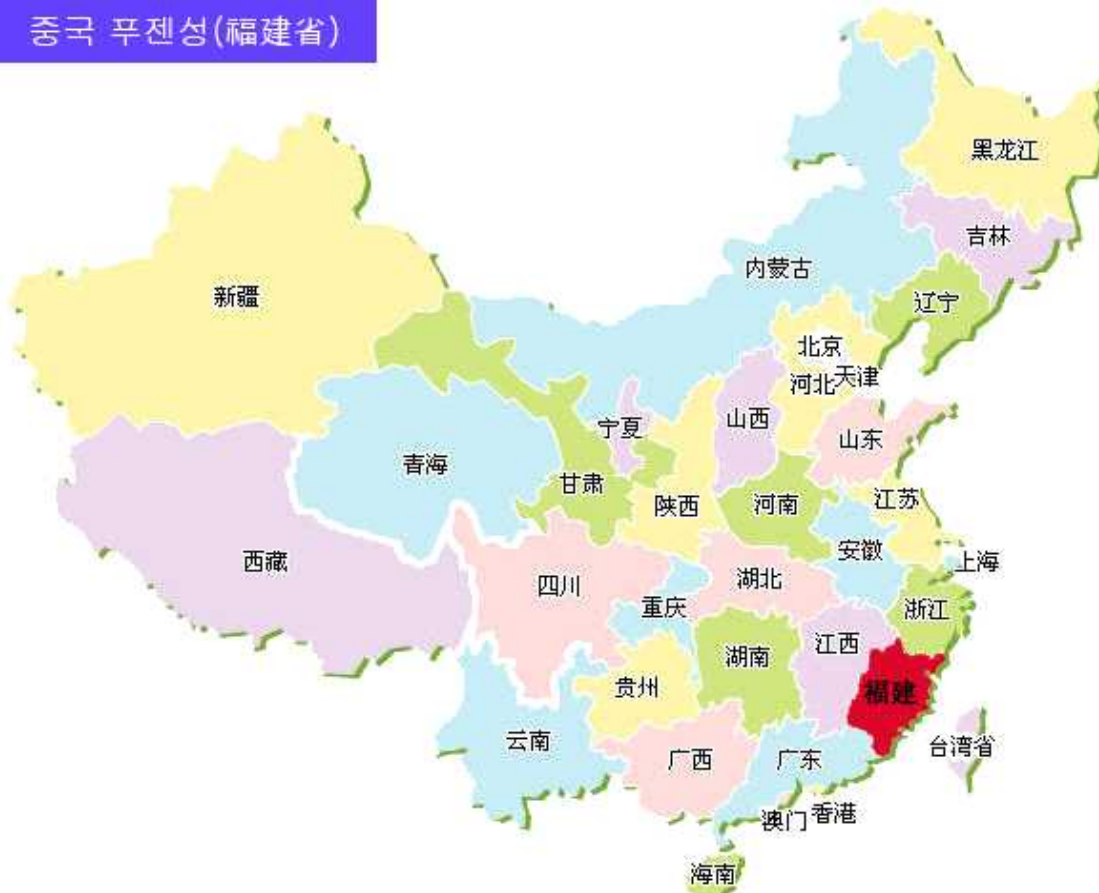 중국 푸젠성(福建省)
黑龙江
吉林
内蒙古
新疆
辽宁
北京
河北
天津
宁夏
山西
山东
青海
甘肃
陕西
河南
江苏
安徽
上海
西藏
四川
湖北
重庆
浙江
江西
湖南
贵州
福建
云南
台湾省
广西
广东
澳门
香港
海南